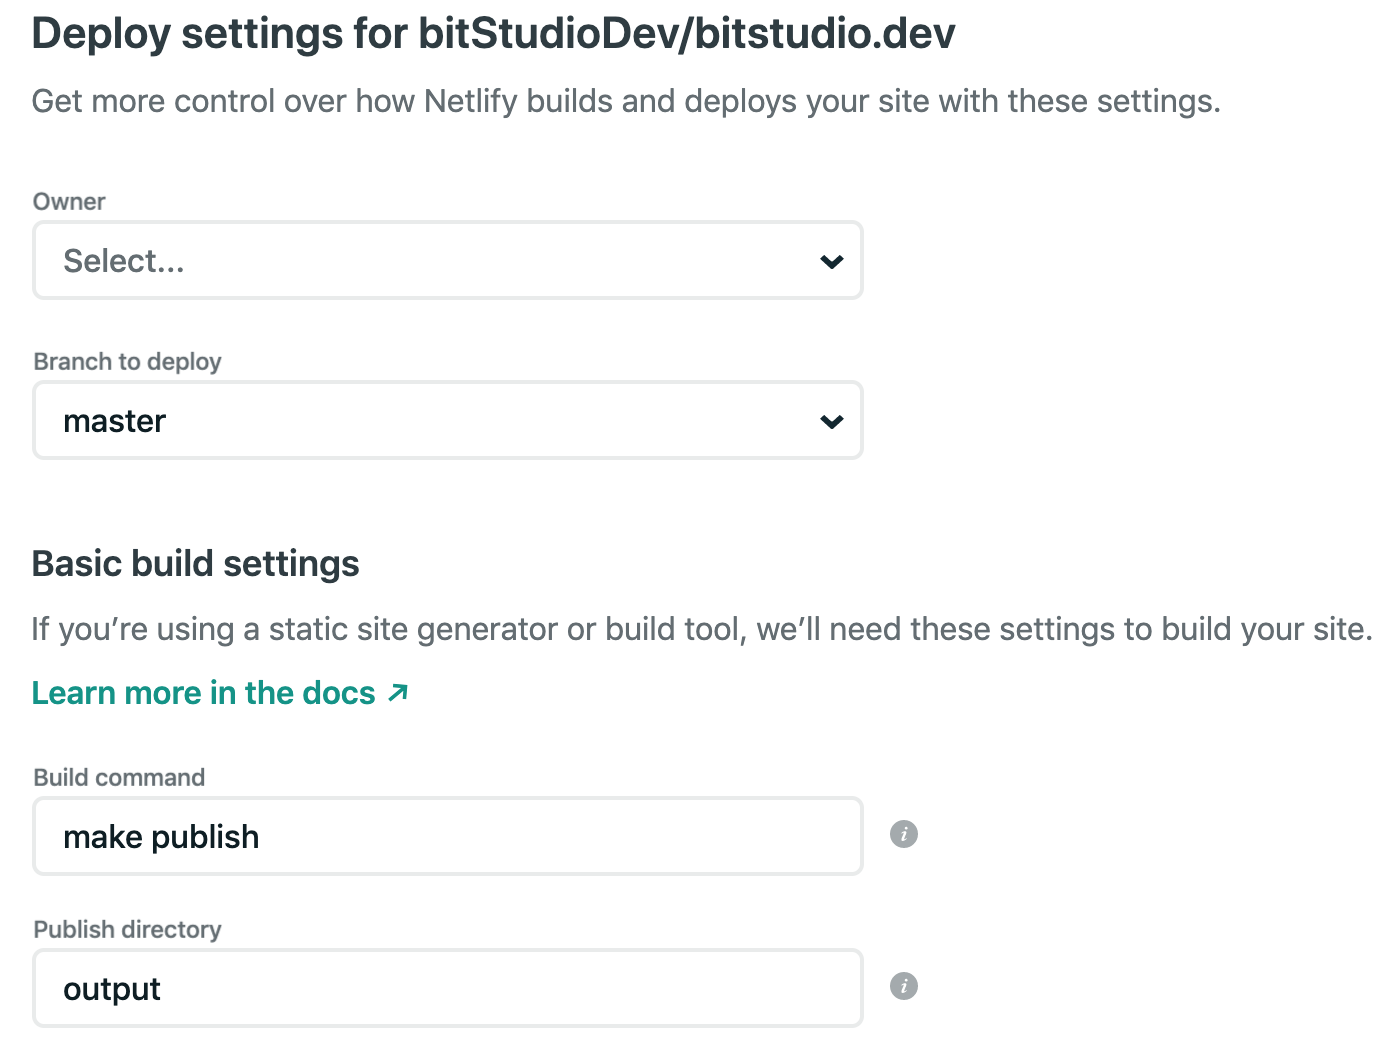 Deploy settings for bitStudioDev/bitstudio.dev
Get more control over how Netlify builds and deploys your site with these settings.
Owner
Select...
Branch to deploy
master
Basic build settings
If you’re using a static site generator or build tool, we’ll need these settings to build your site.
Learn more in the docs ↗
Build command
make publish
i
Publish directory
output
i